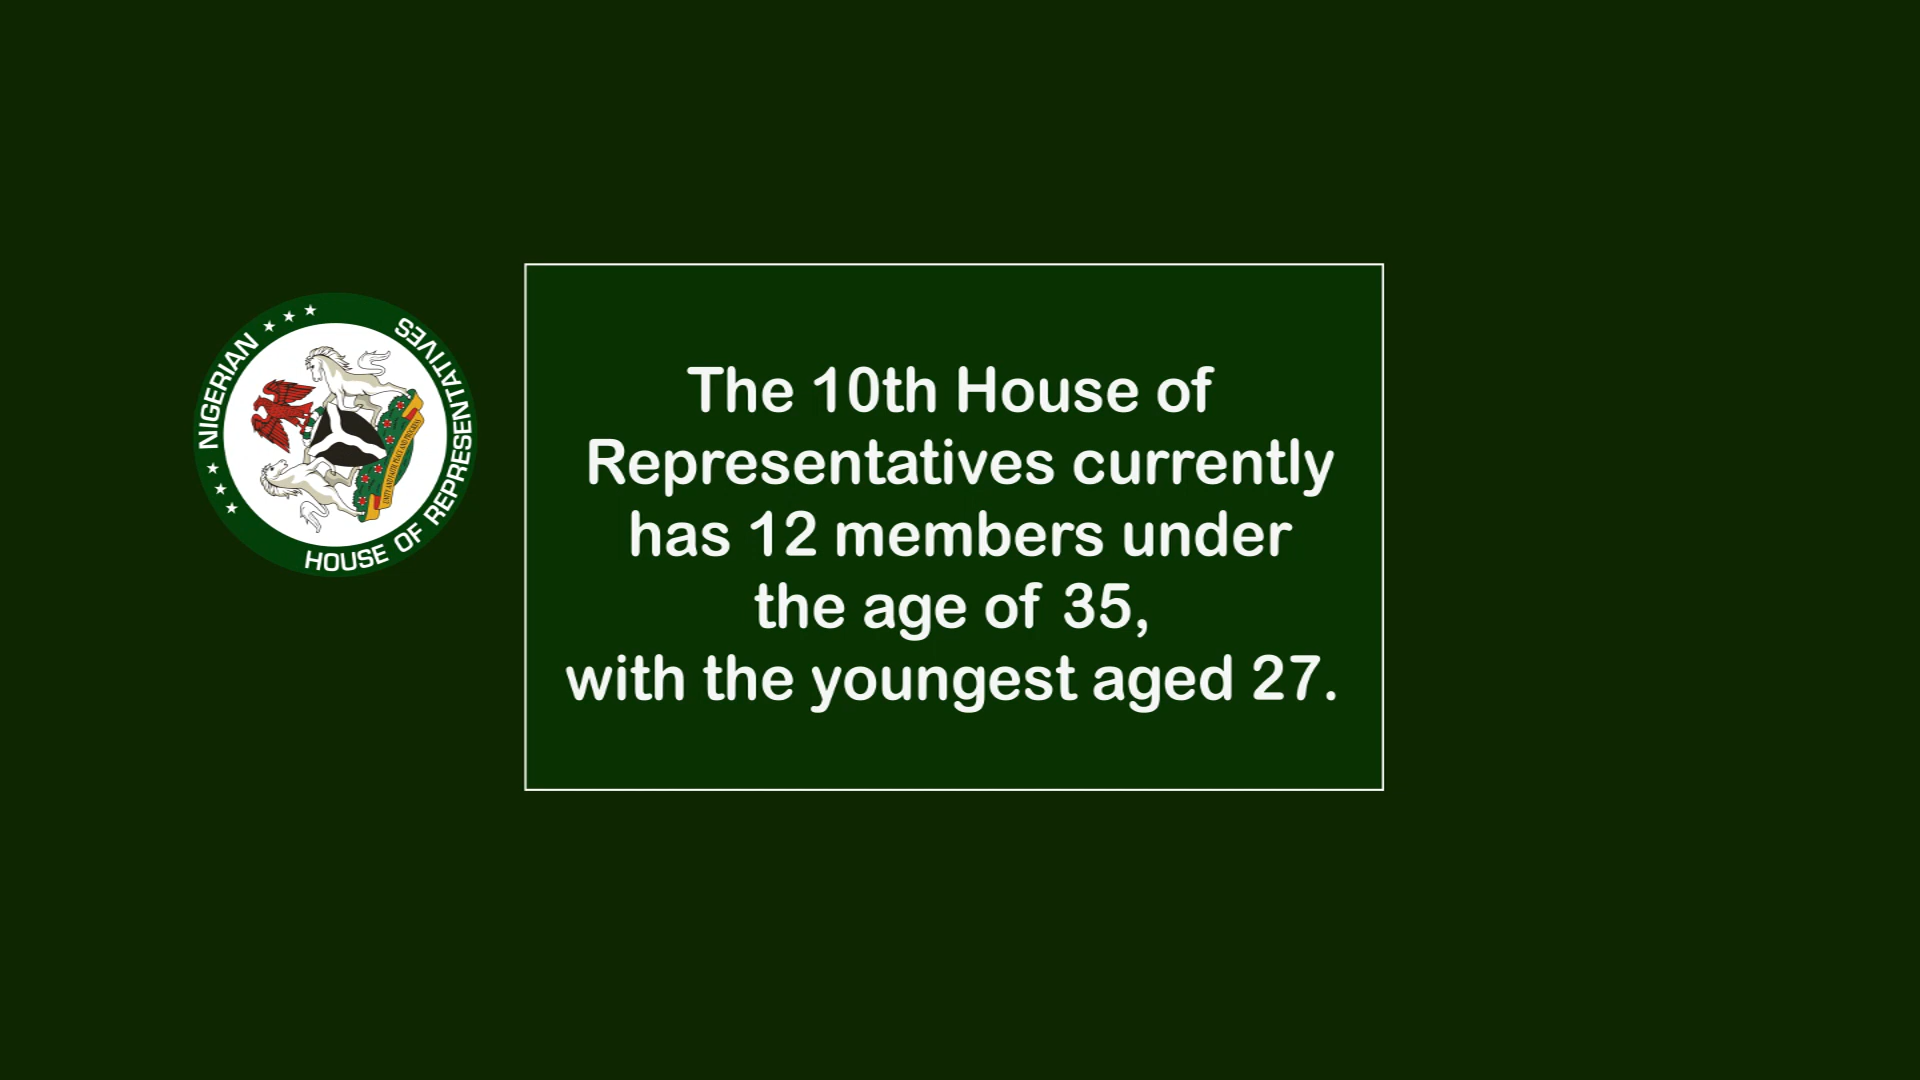 NIGERIAN
HOUSE OF REPRESENTATIVES
The 10th House of
Representatives currently
has 12 members under
the age of 35,
with the youngest aged 27.